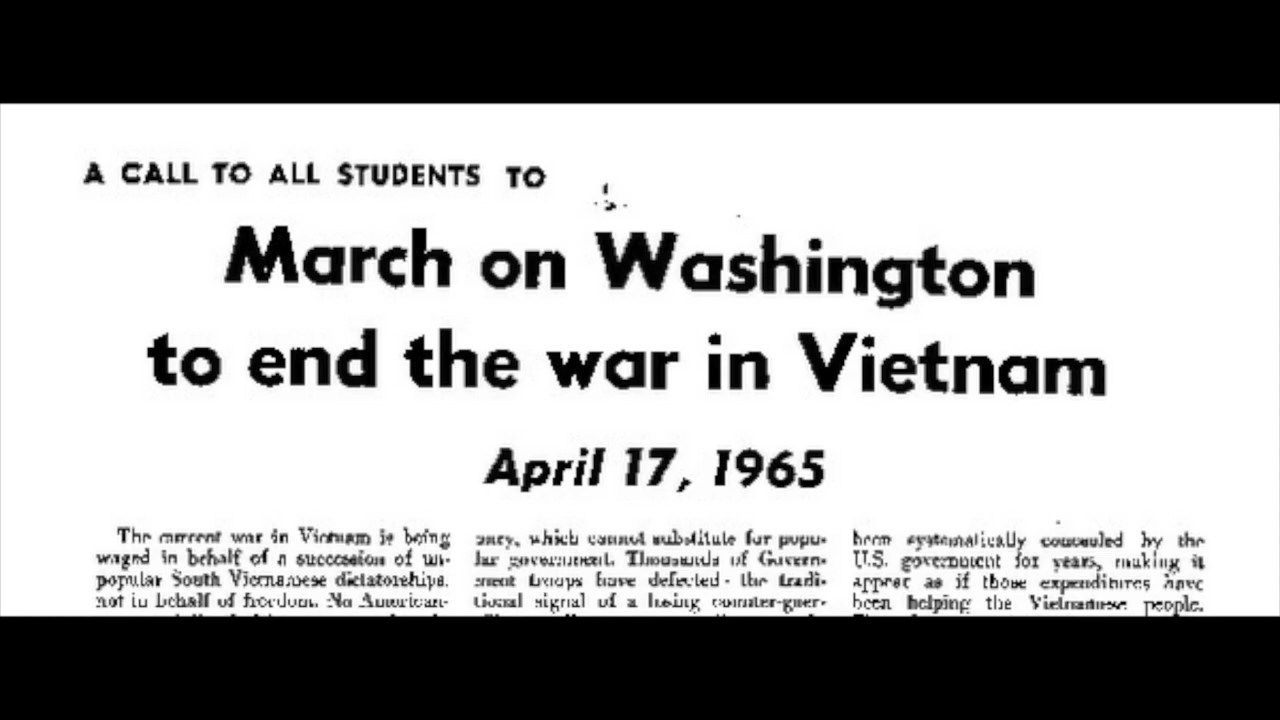 A CALL TO ALL STUDENTS TO
March on Washington
to end the war in Vietnam
April 17, 1965
The current war in Vietnam is being
waged in behalf of a succession of un-
popular South Vietnamese dictatorships,
not in behalf of freedom. No American-
which cannot substitute for popu-
lar government. Thousands of Govern-
ment troops have defected - the tradi-
tional signal of a losing counter-guer-
been systematically concealed by the
U.S. government for years, making it
appear as if those expenditures have
been helping the Vietnamese people.